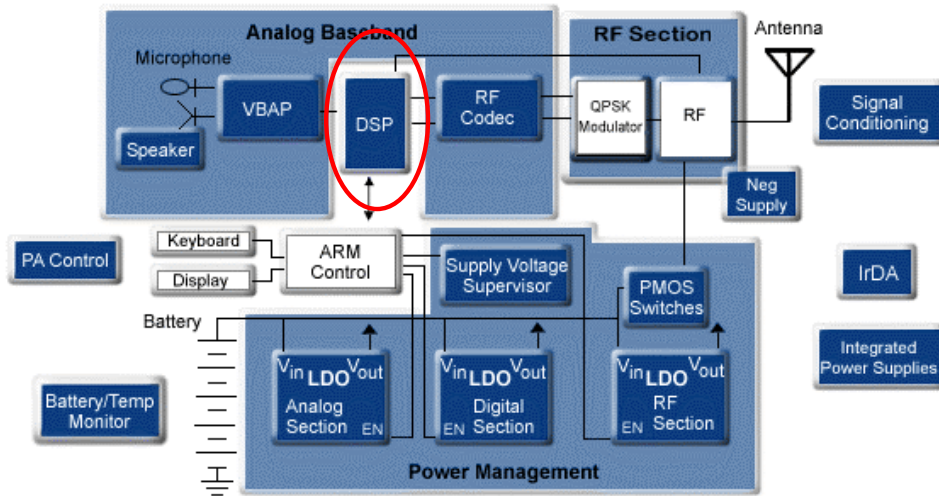 Analog Baseband
RF Section
Antenna
Microphone
VBAP
DSP
RF
Codec
QPSK
Modulator
RF
Signal
Conditioning
Speaker
Neg
Supply
Keyboard
Display
ARM
Control
PA Control
Supply Voltage
Supervisor
PMOS
Switches
IrDA
Battery
Vin LDO Vout
Analog
Section
EN
Vin LDO Vout
Digital
Section
EN
Vin LDO Vout
RF
Section
EN
Integrated
Power Supplies
Battery/Temp
Monitor
Power Management